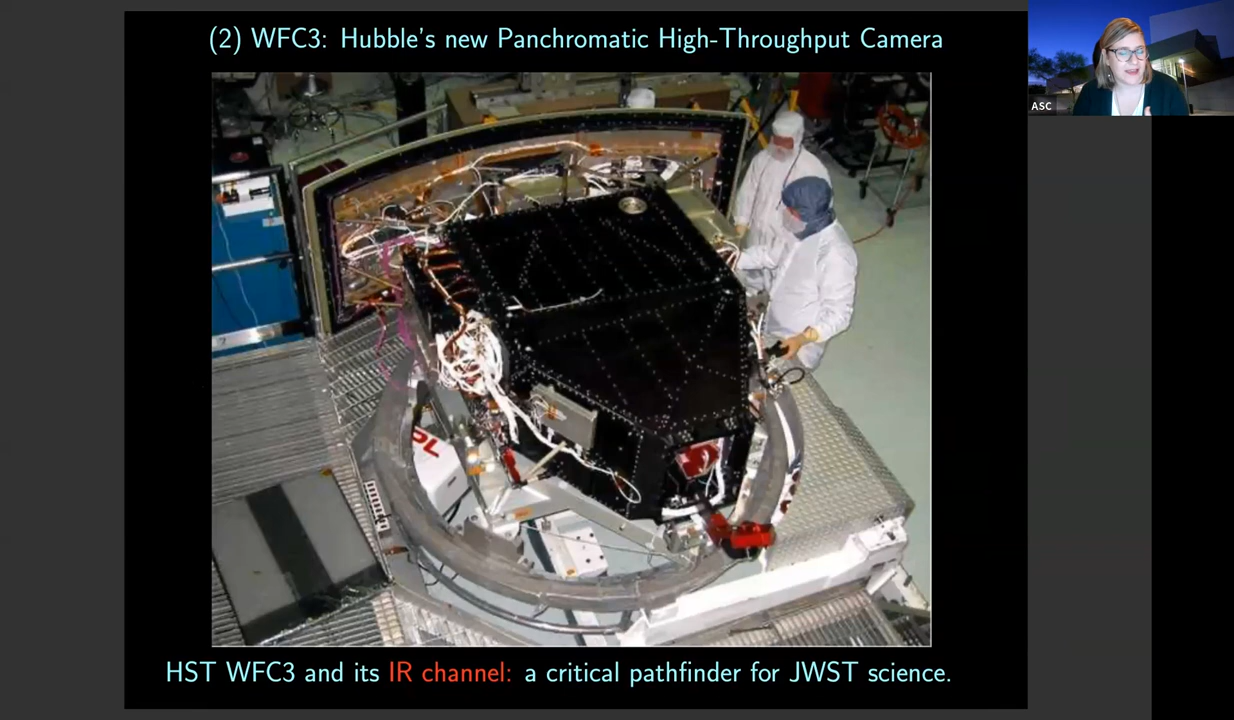 (2) WFC3: Hubble's new Panchromatic High-Throughput Camera
ASC
HST WFC3 and its IR channel: a critical pathfinder for JWST science.